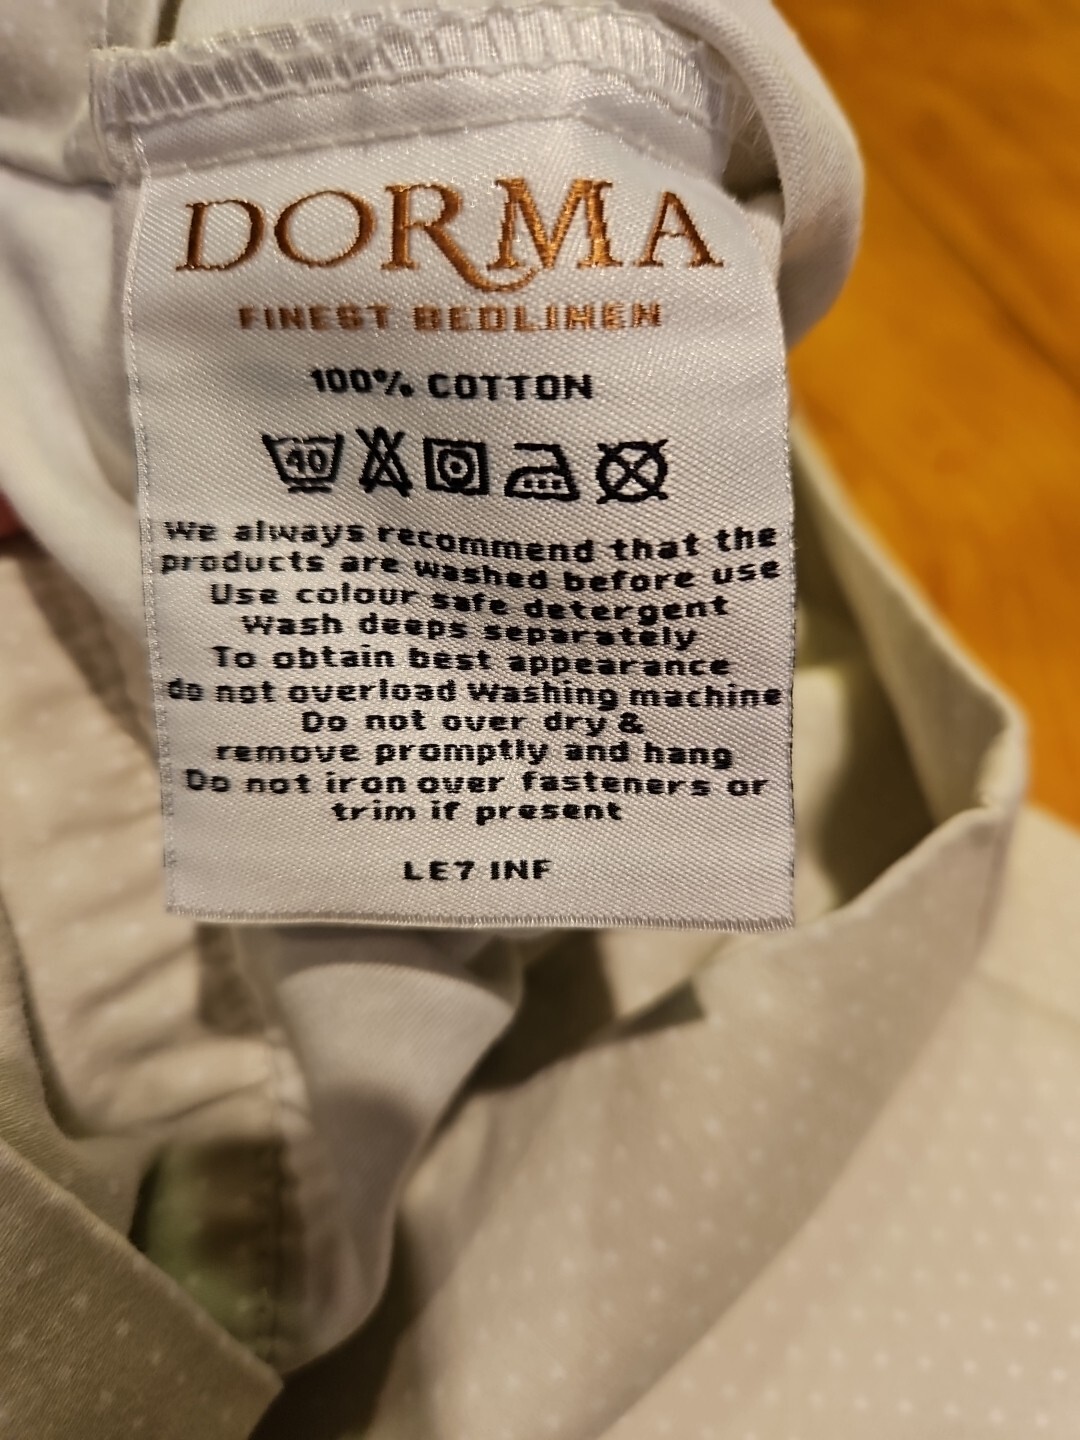 DORMA
FINEST BEDLINEN
100% COTTON
40
We always recommend that the
products are washed before use
Use colour safe detergent
Wash deeps separately
To obtain best appearance
do not overload Washing machine
Do not over dry &
remove promptly and hang
Do not iron over fasteners or
trim if present
LE7 INF